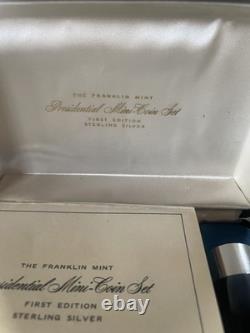 THE FRANKLIN MINT
Presidential Mini-Coin Set
FIRST EDITION
STERLING SILVER
THE FRANKLIN MINT
sidential Mini-Coin Set
FIRST EDITION
STERLING SILVER